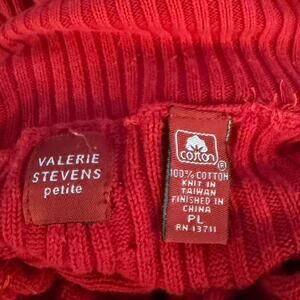 VALERIE
STEVENS
petite
cotton
®
100% COTTON
KNIT IN
TAIWAN
FINISHED IN
CHINA
PL
RN 13711